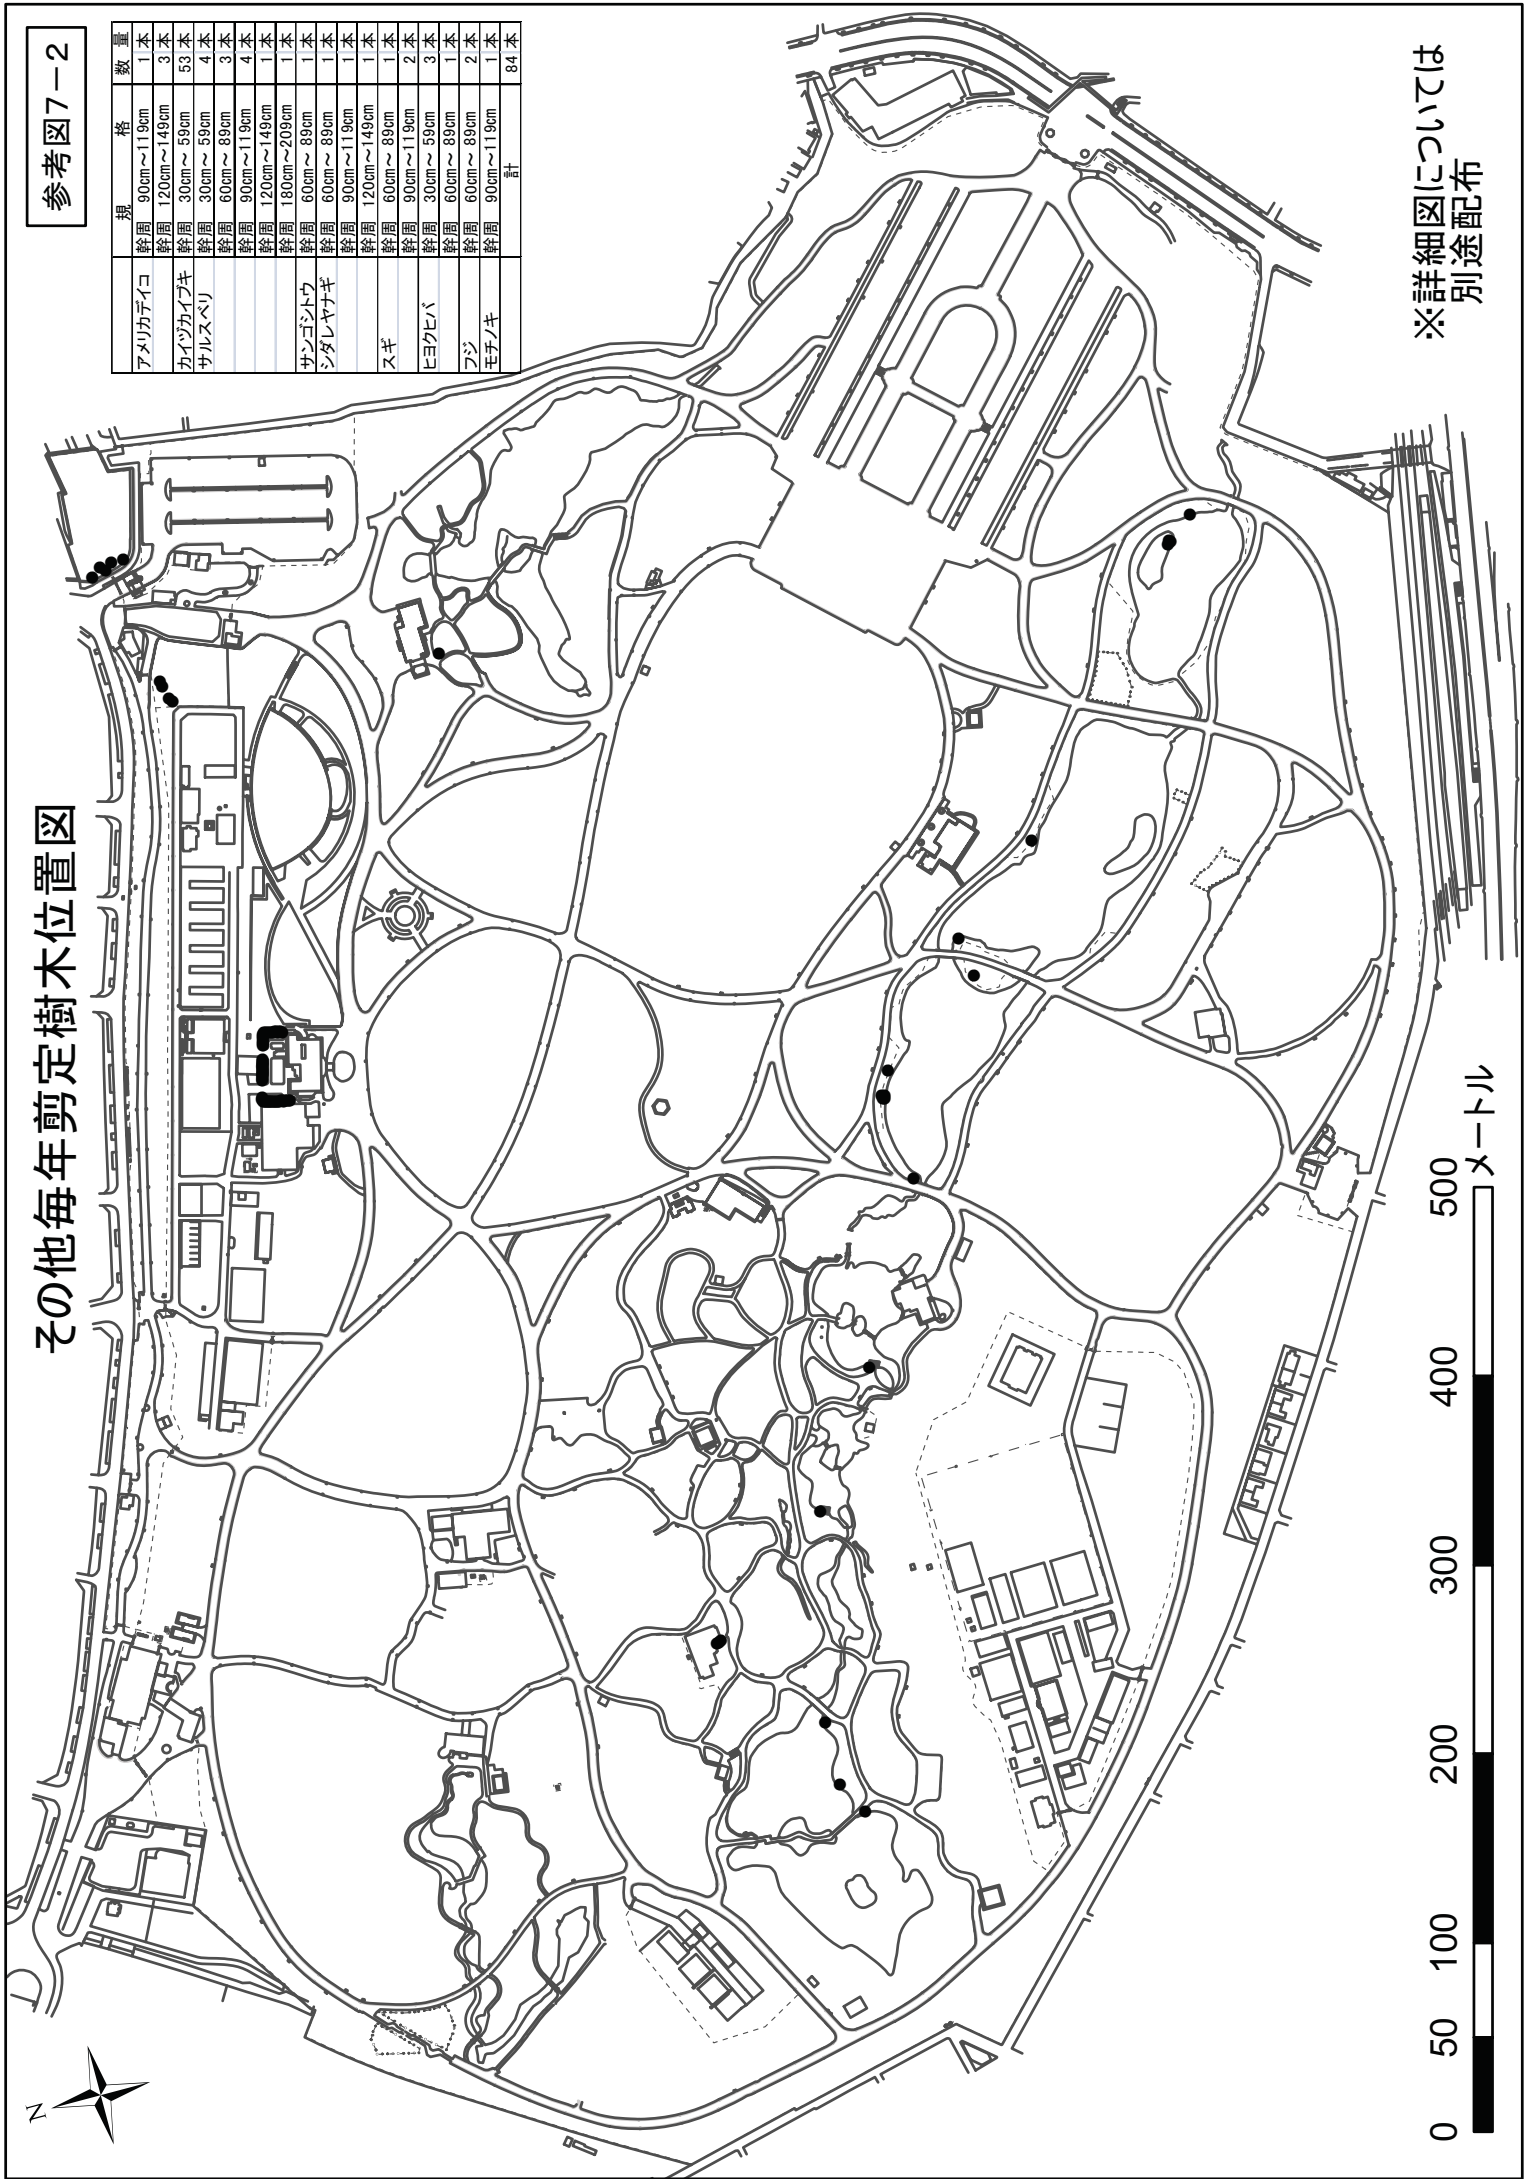 参考図7－2
その他毎年剪定樹木位置図
規格 数量
アメリカデイコ 幹周 90cm～119cm 1 本
幹周 120cm～149cm 3 本
カイヅカイブキ 幹周 30cm～ 59cm 53 本
サルスベリ 幹周 30cm～ 59cm 4 本
幹周 60cm～ 89cm 3 本
幹周 90cm～119cm 4 本
幹周 120cm～149cm 1 本
幹周 180cm～209cm 1 本
サンゴシトウ 幹周 60cm～ 89cm 1 本
シダレヤナギ 幹周 60cm～ 89cm 1 本
幹周 90cm～119cm 1 本
幹周 120cm～149cm 1 本
スギ 幹周 60cm～ 89cm 1 本
幹周 90cm～119cm 2 本
ヒヨクヒバ 幹周 30cm～ 59cm 3 本
幹周 60cm～ 89cm 1 本
フジ 幹周 60cm～ 89cm 2 本
モチノキ 幹周 90cm～119cm 1 本
計 84 本
N
※詳細図については
別途配布
0 50 100 200 300 400 500
メートル